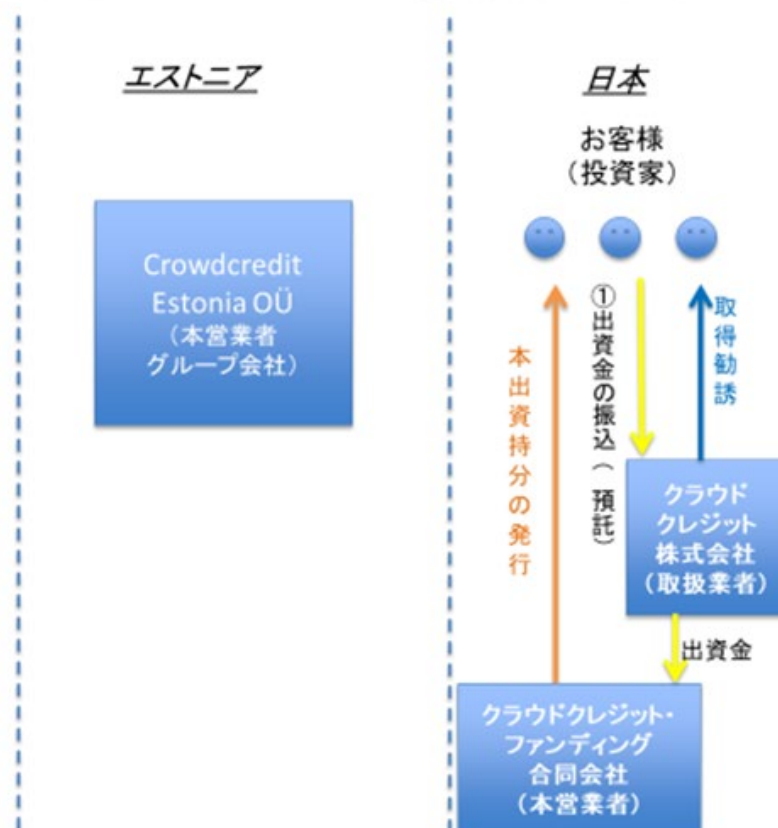 エストニア
Crowdcredit
Estonia OÜ
（本営業者
グループ会社）
日本
お客様
（投資家）
本出資持分の発行
①出資金の振込（預託）
取得勧誘
クラウド
クレジット
株式会社
（取扱業者）
出資金
クラウドクレジット・
ファンディング
合同会社
（本営業者）